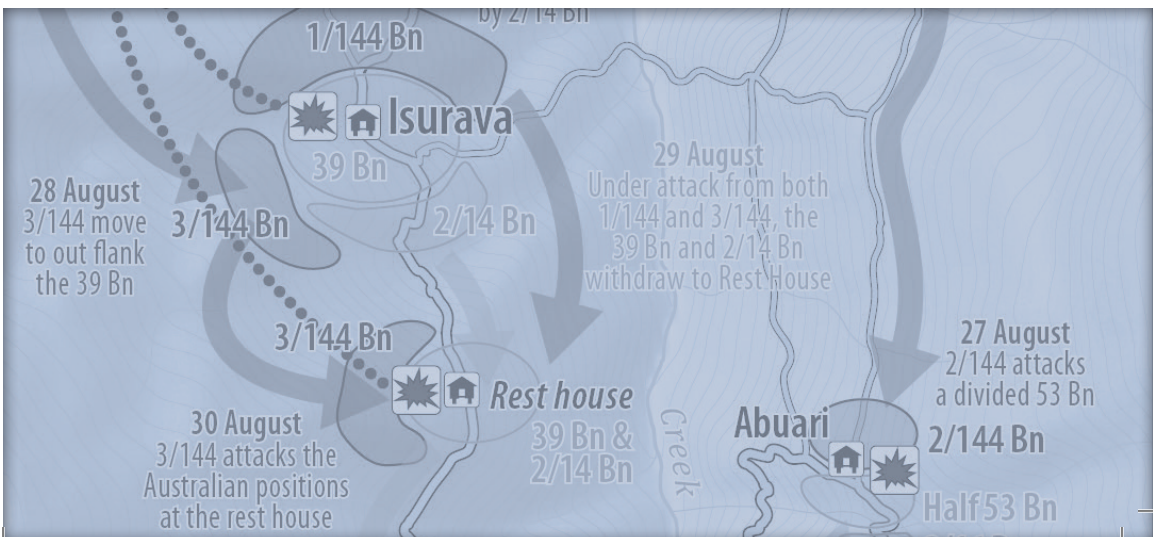 by 2/14 Bn
1/144 Bn
Isurava
39 Bn
29 August
Under attack from both
1/144 and 3/144, the
39 Bn and 2/14 Bn
withdraw to Rest House
28 August
3/144 move
to out flank
the 39 Bn
3/144 Bn
2/14 Bn
3/144 Bn
27 August
2/144 attacks
a divided 53 Bn
Rest house
39 Bn &
2/14 Bn
30 August
3/144 attacks the
Australian positions
at the rest house
Creek
Abuari
2/144 Bn
Half 53 Bn